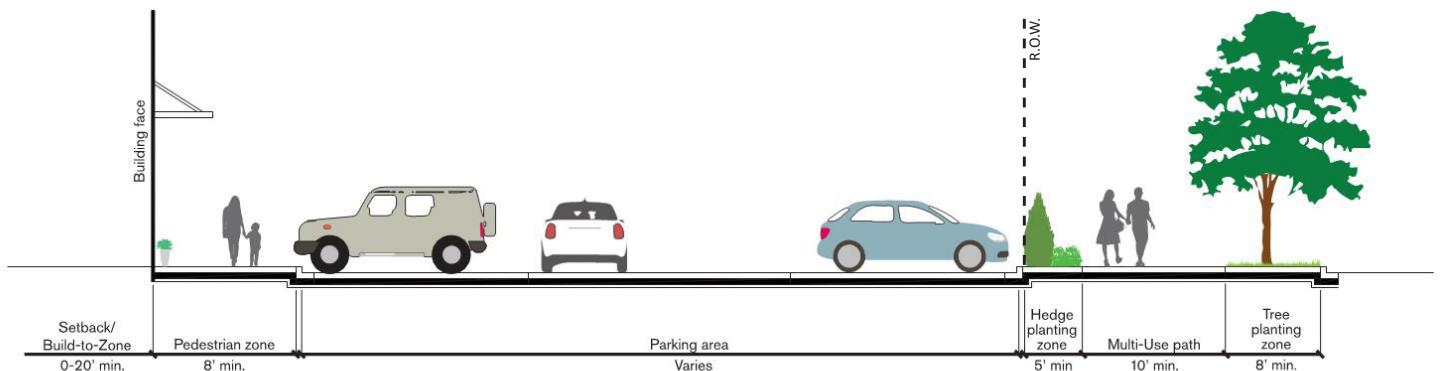 R.O.W.
Building face
Setback/
Build-to-Zone
0-20' min.
Pedestrian zone
8' min.
Parking area
Varies
Hedge
planting
zone
5' min
Multi-Use path
10' min.
Tree
planting
zone
8' min.